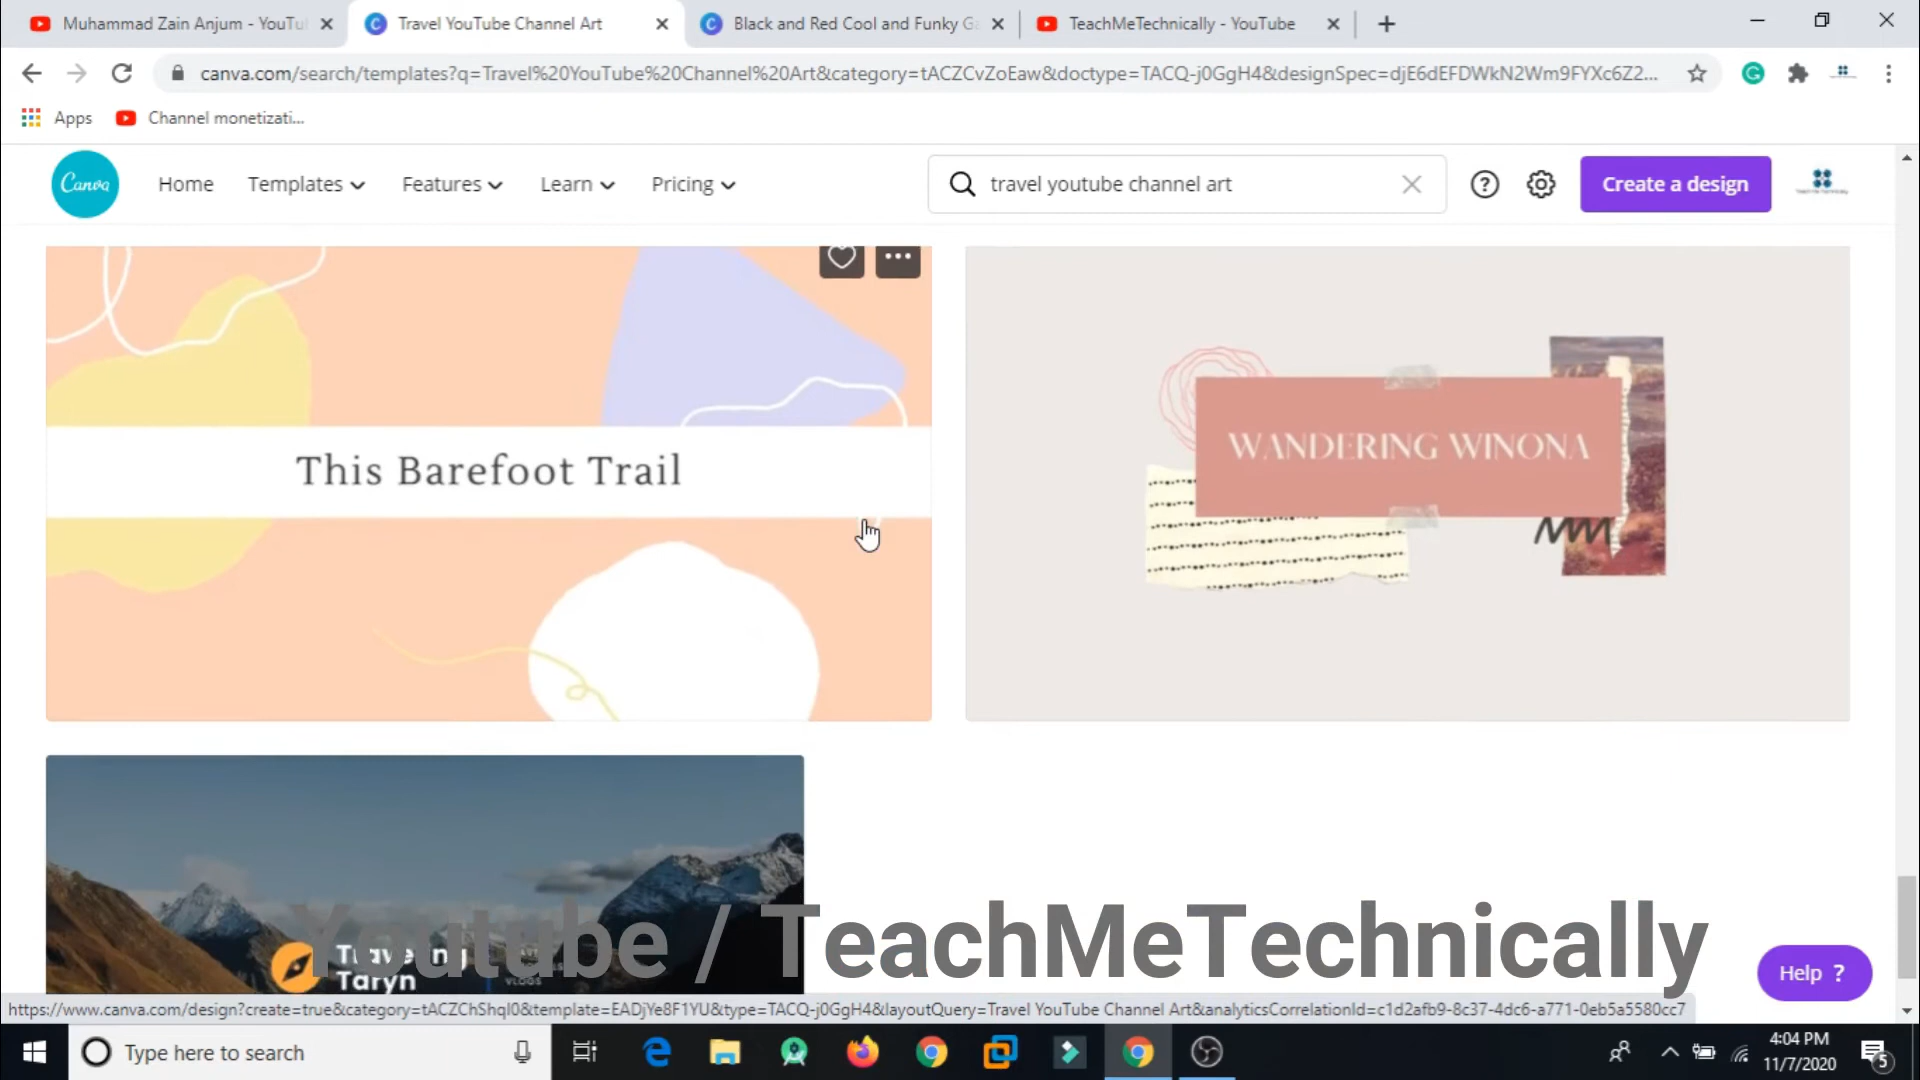 Muhammad Zain Anjum - YouTu
Travel YouTube Channel Art
Black and Red Cool and Funky Ga
TeachMeTechnically - YouTube
canva.com/search/templates?q=Travel%20YouTube%20Channel%20Art&category=tACZCvZoEaw&doctype=TACQ-j0GgH4&designSpec=djE6dEFDWkN2Wm9FYXc6Z2...
Apps
Channel monetizati...
Canva
Home
Templates
Features
Learn
Pricing
travel youtube channel art
Create a design
This Barefoot Trail
WANDERING WINONA
Traveling
Taryn
VLOGS
Youtube / TeachMeTechnically
Help ?
https://www.canva.com/design?create=true&category=tACZChShqI0&template=EADjYe8F1YU&type=TACQ-j0GgH4&layoutQuery=Travel YouTube Channel Art&analyticsCorrelationId=c1d2afb9-8c37-4dc6-a771-0eb5a5580cc7
Type here to search
4:04 PM
11/7/2020
5